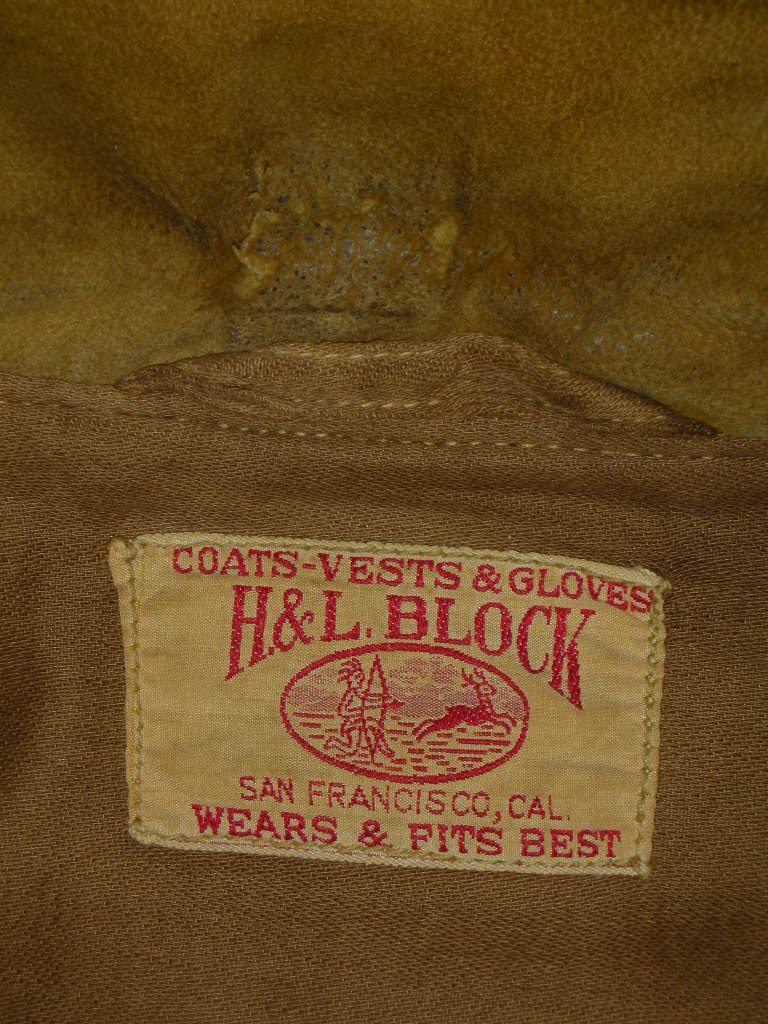 COATS-VESTS & GLOVES
H.& L. BLOCK
SAN FRANCISCO, CAL.
WEARS & FITS BEST